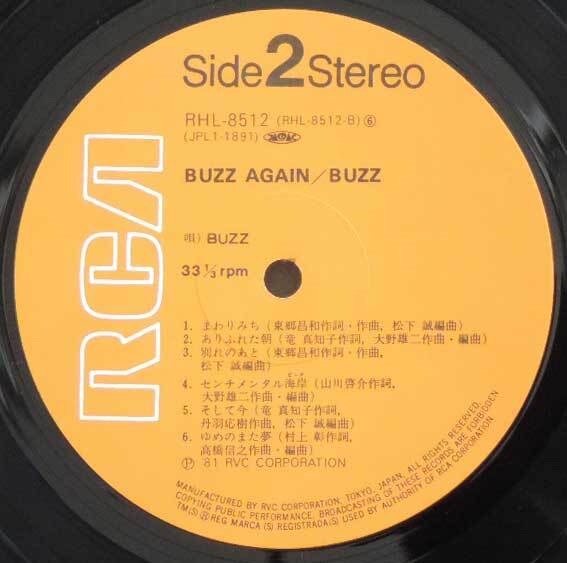 Side 2 Stereo
RHL-8512 (RHL-8512-B) ⑥
(JPL1-1891)
BUZZ AGAIN/BUZZ
RCA
唄) BUZZ
33 1/3 rpm
1. まわりみち (東郷昌和作詞・作曲, 松下 誠編曲)
2. ありふれた朝 (竜 真知子作詞, 大野雄二作曲・編曲)
3. 別れのあと (東郷昌和作詞・作曲,
松下 誠編曲)
4. センチメンタル海岸 (山川啓介作詞,
大野雄二作曲・編曲)
5. そして今 (竜 真知子作詞,
丹羽応樹作曲, 松下 誠編曲)
6. ゆめのまた夢 (村上 彰作詞,
高橋信之作曲・編曲)
Ⓟ '81 RVC CORPORATION
MANUFACTURED BY RVC CORPORATION, TOKYO, JAPAN. ALL RIGHTS RESERVED.
COPYING PUBLIC PERFORMANCE, BROADCASTING OF THESE RECORDS ARE FORBIDDEN
TM(S) ® REG MARCA (S) REGISTRADA(S) USED BY AUTHORITY OF RCA CORPORATION